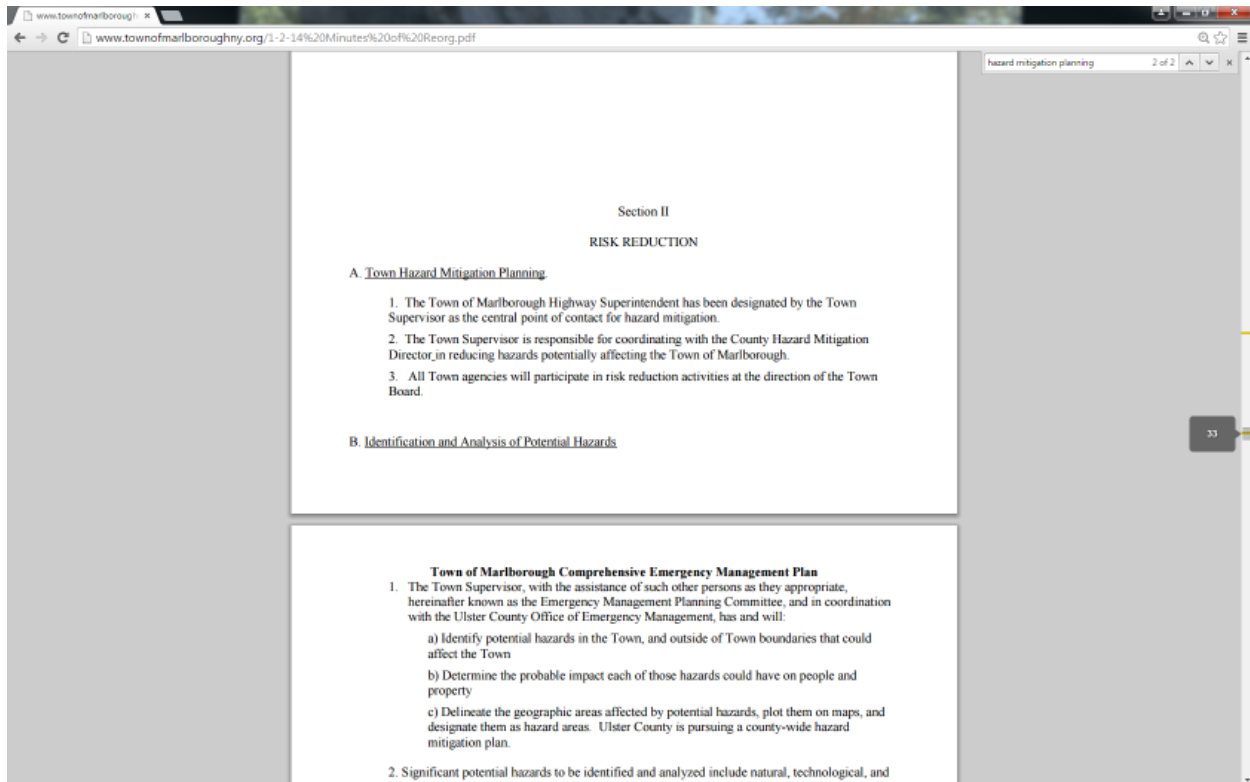 www.townofmarlborough
www.townofmarlboroughny.org/1-2-14%20Minutes%20of%20Reorg.pdf
hazard mitigation planning 2 of 2
Section II
RISK REDUCTION
A. Town Hazard Mitigation Planning.
1. The Town of Marlborough Highway Superintendent has been designated by the Town
Supervisor as the central point of contact for hazard mitigation.
2. The Town Supervisor is responsible for coordinating with the County Hazard Mitigation
Director in reducing hazards potentially affecting the Town of Marlborough.
3. All Town agencies will participate in risk reduction activities at the direction of the Town
Board.
B. Identification and Analysis of Potential Hazards
33
Town of Marlborough Comprehensive Emergency Management Plan
1. The Town Supervisor, with the assistance of such other persons as they appropriate,
hereinafter known as the Emergency Management Planning Committee, and in coordination
with the Ulster County Office of Emergency Management, has and will:
a) Identify potential hazards in the Town, and outside of Town boundaries that could
affect the Town
b) Determine the probable impact each of those hazards could have on people and
property
c) Delineate the geographic areas affected by potential hazards, plot them on maps, and
designate them as hazard areas. Ulster County is pursuing a county-wide hazard
mitigation plan.
2. Significant potential hazards to be identified and analyzed include natural, technological, and